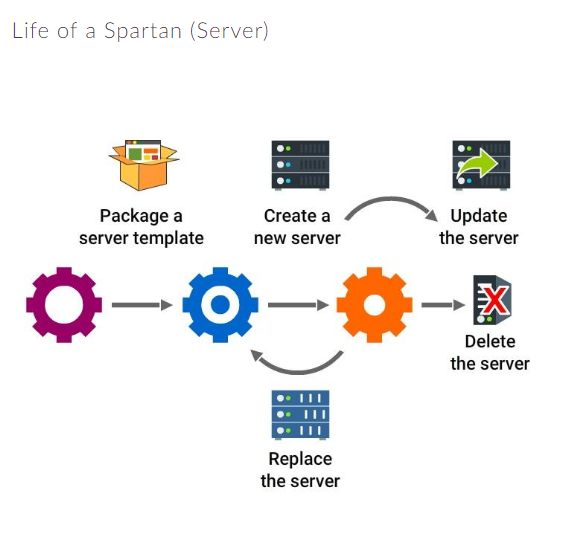 Life of a Spartan (Server)
Package a
server template
Create a
new server
Update
the server
Delete
the server
Replace
the server